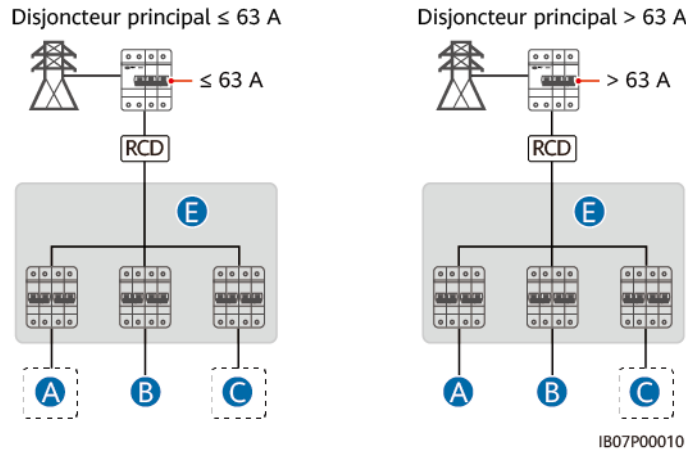 Disjoncteur principal ≤ 63 A
Disjoncteur principal > 63 A
≤ 63 A
> 63 A
RCD
RCD
E
E
A
B
C
A
B
C
IB07P00010